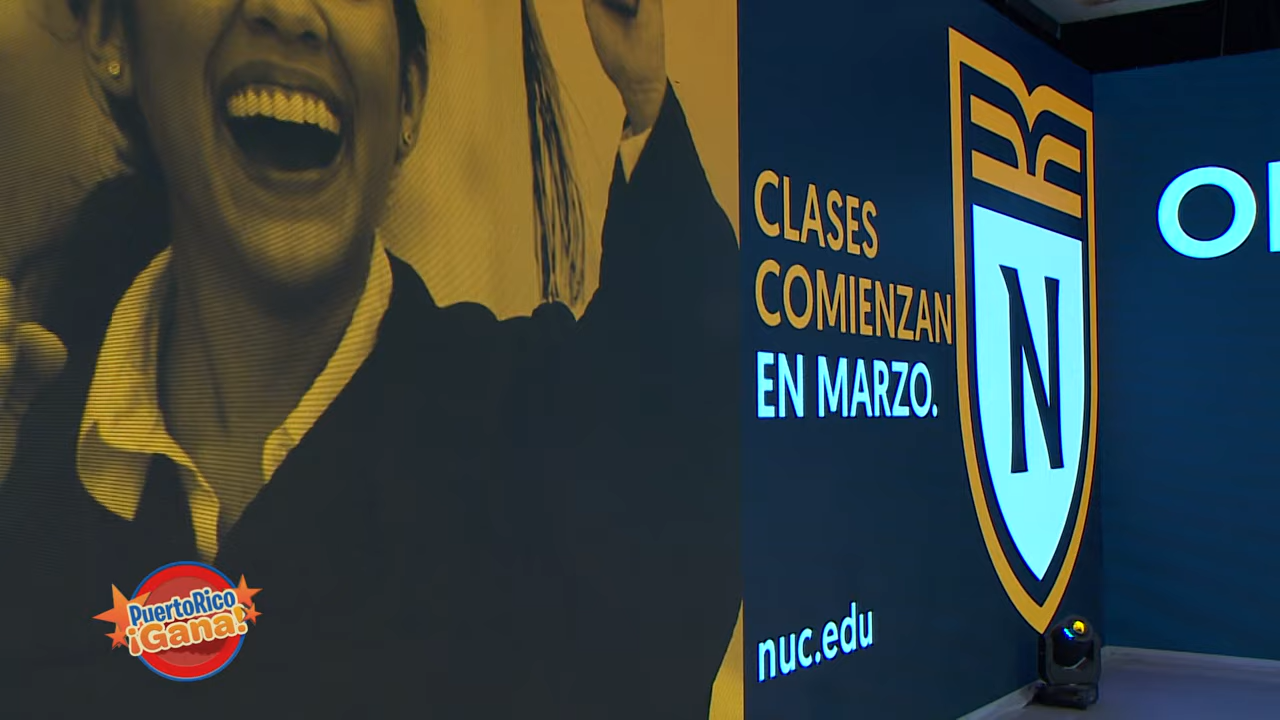 CLASES
COMIENZAN
EN MARZO.
N
nuc.edu
PuertoRico
¡Gana!